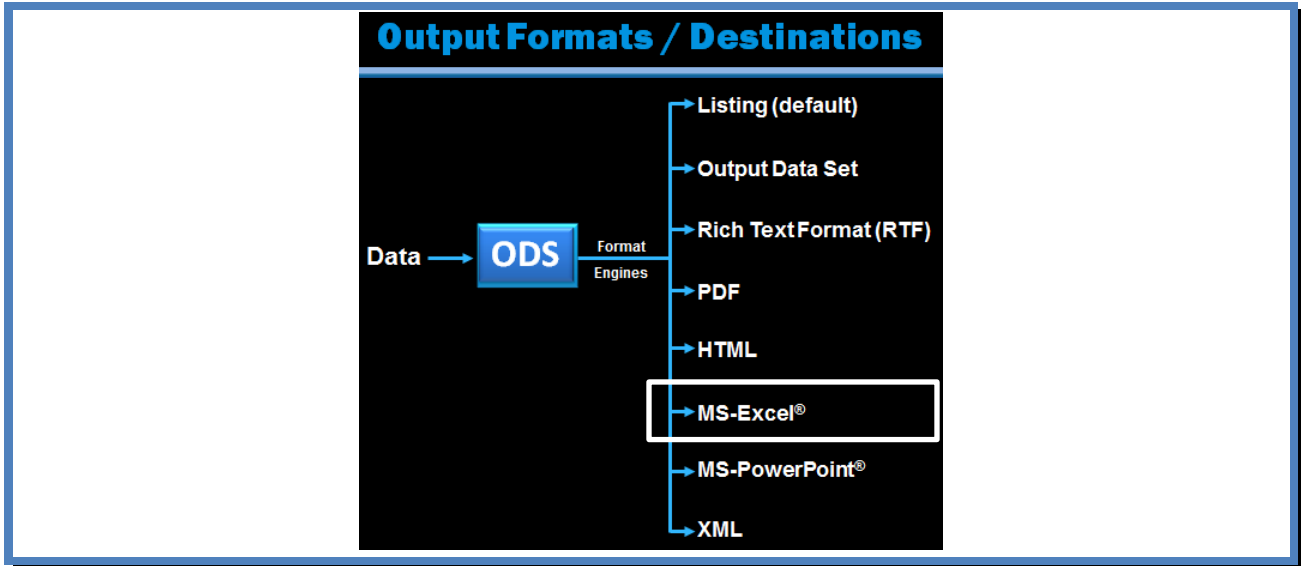 Output Formats / Destinations
Listing (default)
Output Data Set
Rich Text Format (RTF)
Data
ODS
Format
Engines
PDF
HTML
MS-Excel®
MS-PowerPoint®
XML